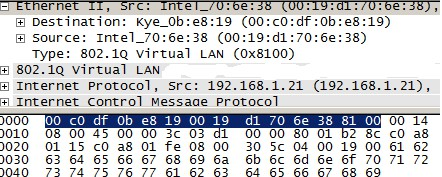 Ethernet II, Src: Intel_70:6e:38 (00:19:d1:70:6e:38),
Destination: Kye_0b:e8:19 (00:c0:df:0b:e8:19)
Source: Intel_70:6e:38 (00:19:d1:70:6e:38)
Type: 802.1Q Virtual LAN (0x8100)
802.1Q Virtual LAN
Internet Protocol, Src: 192.168.1.21 (192.168.1.21),
Internet Control Message Protocol
0000 00 c0 df 0b e8 19 00 19 d1 70 6e 38 81 00 00 14
0010 08 00 45 00 00 3c 03 d1 00 00 80 01 b2 8c c0 a8
0020 01 15 c0 a8 01 fe 08 00 30 5c 04 00 19 00 61 62
0030 63 64 65 66 67 68 69 6a 6b 6c 6d 6e 6f 70 71 72
0040 73 74 75 76 77 61 62 63 64 65 66 67 68 69